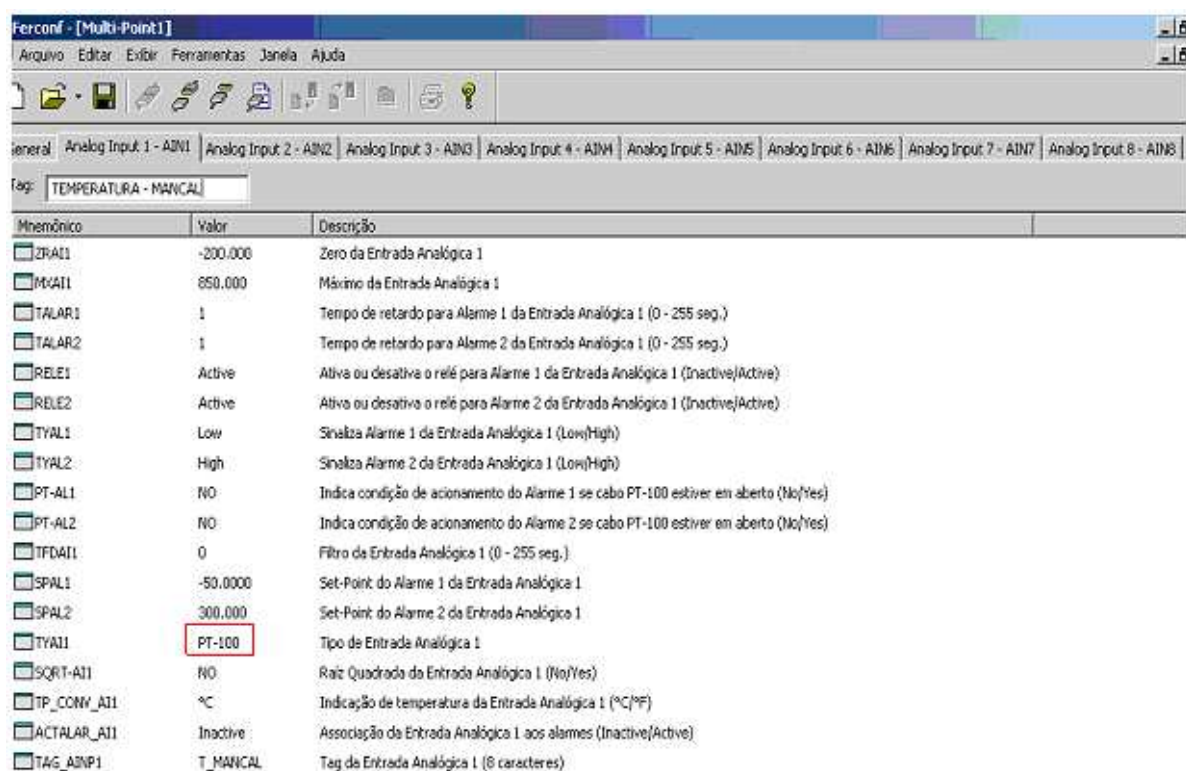 Ferconf - [Multi-Point1]
Arquivo Editar Exibir Ferramentas Janela Ajuda
General Analog Input 1 - AIN1 Analog Input 2 - AIN2 Analog Input 3 - AIN3 Analog Input 4 - AIN4 Analog Input 5 - AIN5 Analog Input 6 - AIN6 Analog Input 7 - AIN7 Analog Input 8 - AIN8
Tag: TEMPERATURA - MANCAL
Mnemônico Valor Descrição
ZRAI1 -200.000 Zero da Entrada Analógica 1
MXAI1 850.000 Máximo da Entrada Analógica 1
TALAR1 1 Tempo de retardo para Alarme 1 da Entrada Analógica 1 (0 - 255 seg.)
TALAR2 1 Tempo de retardo para Alarme 2 da Entrada Analógica 1 (0 - 255 seg.)
RELE1 Active Ativa ou desativa o relé para Alarme 1 da Entrada Analógica 1 (Inactive/Active)
RELE2 Active Ativa ou desativa o relé para Alarme 2 da Entrada Analógica 1 (Inactive/Active)
TYAL1 Low Sinaliza Alarme 1 da Entrada Analógica 1 (Low/High)
TYAL2 High Sinaliza Alarme 2 da Entrada Analógica 1 (Low/High)
PT-AL1 NO Indica condição de acionamento do Alarme 1 se cabo PT-100 estiver em aberto (No/Yes)
PT-AL2 NO Indica condição de acionamento do Alarme 2 se cabo PT-100 estiver em aberto (No/Yes)
TFDAI1 0 Filtro da Entrada Analógica 1 (0 - 255 seg.)
SPAL1 -50.0000 Set-Point do Alarme 1 da Entrada Analógica 1
SPAL2 300.000 Set-Point do Alarme 2 da Entrada Analógica 1
TYAI1 PT-100 Tipo de Entrada Analógica 1
SQRT-AI1 NO Raíz Quadrada da Entrada Analógica 1 (No/Yes)
TP_CONV_AI1 °C Indicação de temperatura da Entrada Analógica 1 (°C/°F)
ACTALAR_AI1 Inactive Associação da Entrada Analógica 1 aos alarmes (Inactive/Active)
TAG_AINP1 T_MANCAL Tag da Entrada Analógica 1 (8 caracteres)